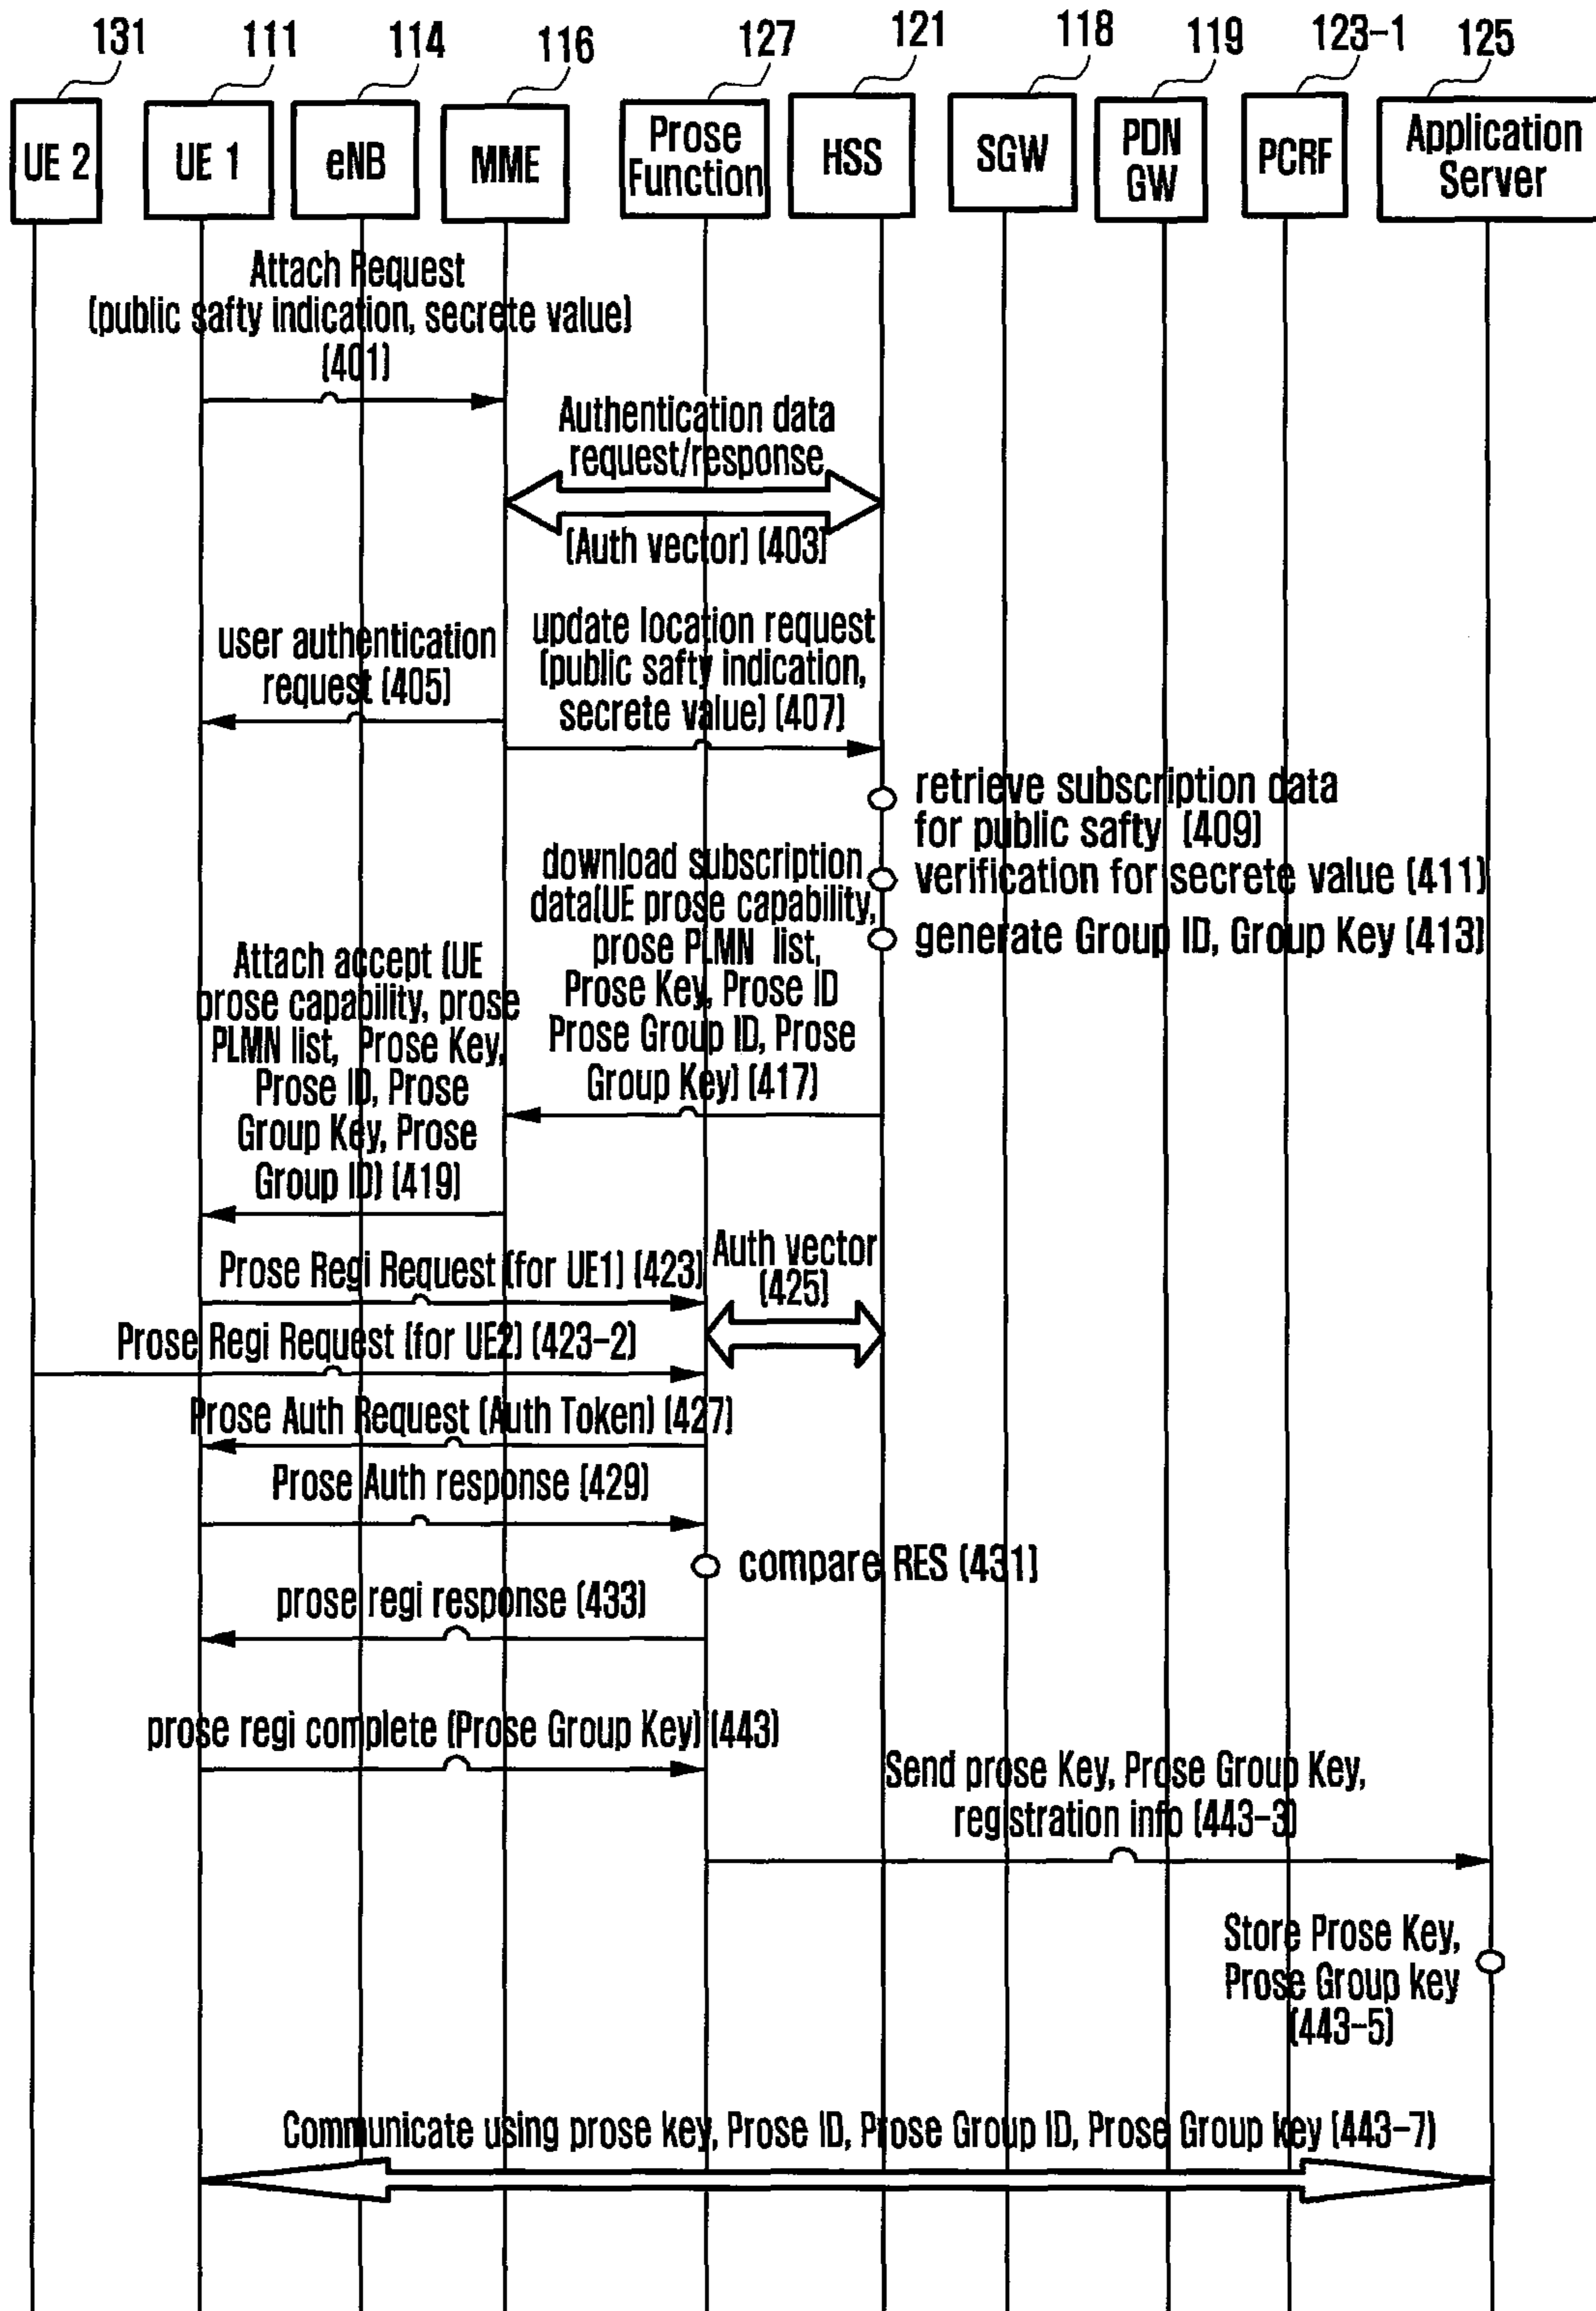 131
111
114
116
127
121
118
119
123-1
125
UE 2
UE 1
eNB
MME
Prose
Function
HSS
SGW
PDN
GW
PCRF
Application
Server
Attach Request
(public safty indication, secrete value)
(401)
Authentication data
request/response
(Auth vector) (403)
user authentication
request (405)
update location request
(public safty indication,
secrete value) (407)
retrieve subscription data
for public safty (409)
verification for secrete value (411)
generate Group ID, Group Key (413)
download subscription
data(UE prose capability,
prose PLMN list,
Prose Key, Prose ID
Prose Group ID, Prose
Group Key) (417)
Attach accept (UE
prose capability, prose
PLMN list, Prose Key,
Prose ID, Prose
Group Key, Prose
Group ID) (419)
Prose Regi Request (for UE1) (423)
Auth vector
(425)
Prose Regi Request (for UE2) (423-2)
Prose Auth Request (Auth Token) (427)
Prose Auth response (429)
compare RES (431)
prose regi response (433)
prose regi complete (Prose Group Key) (443)
Send prose Key, Prose Group Key,
registration info (443-3)
Store Prose Key,
Prose Group key
(443-5)
Communicate using prose key, Prose ID, Prose Group ID, Prose Group key (443-7)